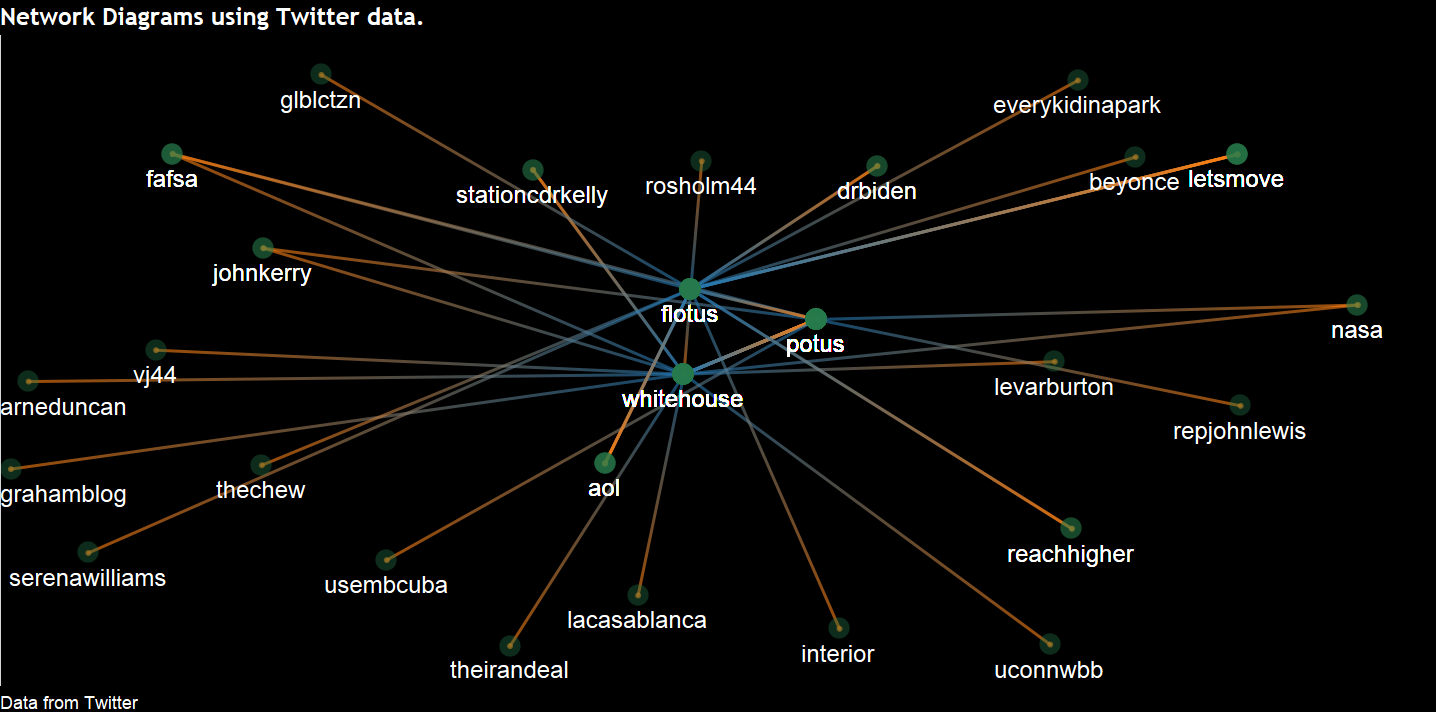 Network Diagrams using Twitter data.
glblctzn
everykidinapark
fafsa
stationcdrkelly
rosholm44
drbiden
beyonce
letsmove
johnkerry
flotus
potus
nasa
vj44
levarburton
arneduncan
whitehouse
repjohnlewis
grahamblog
thechew
aol
reachhigher
serenawilliams
usembcuba
lacasablanca
interior
theirandeal
uconnwbb
Data from Twitter